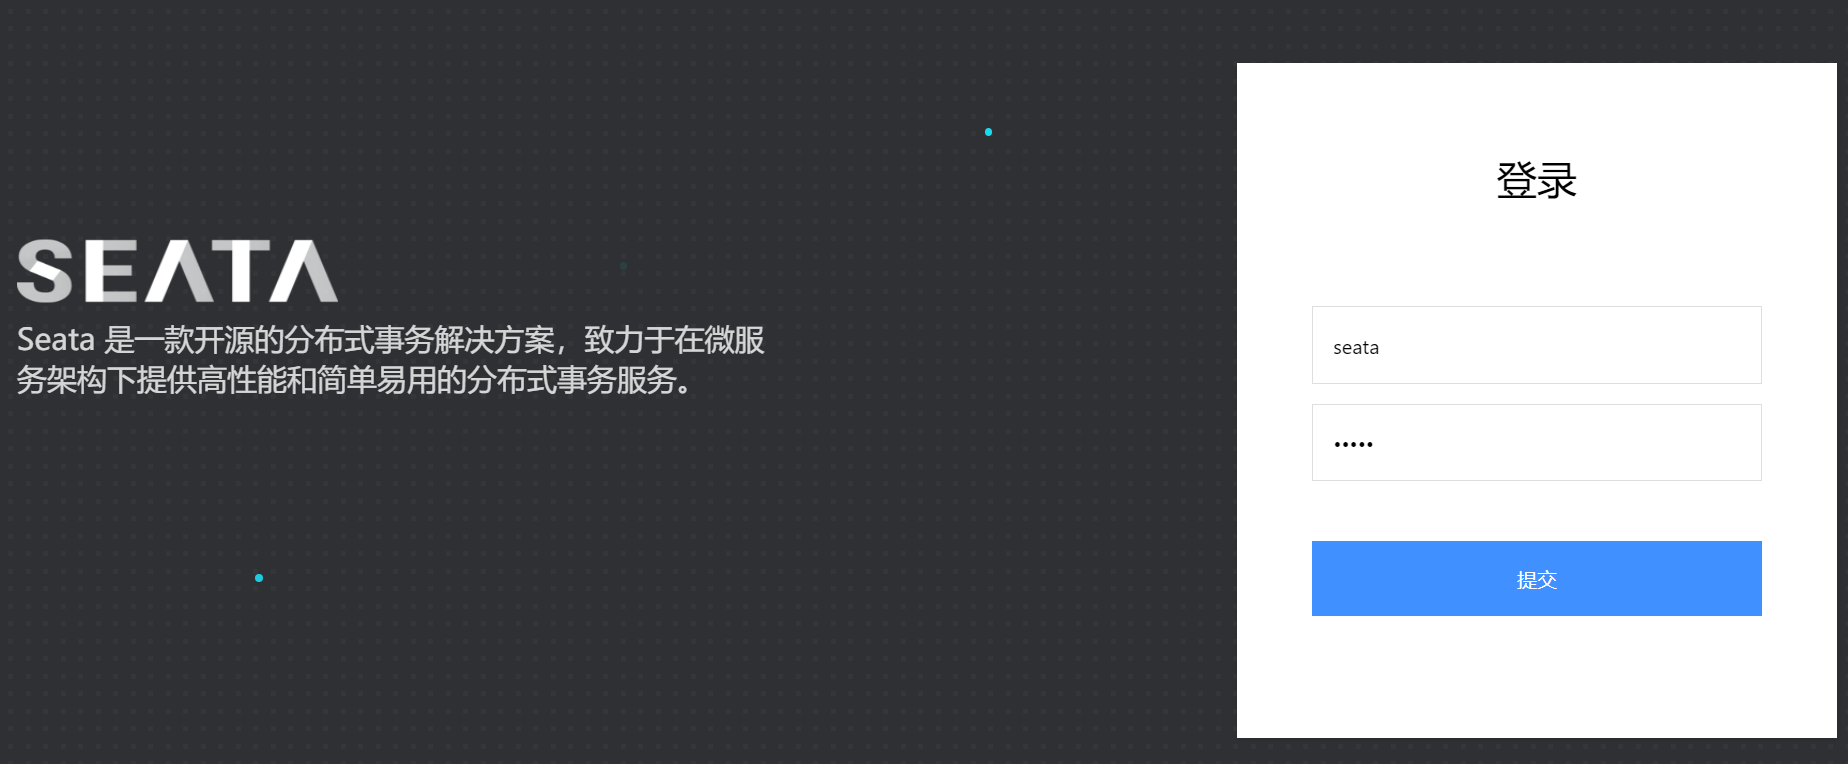 SEATA
Seata 是一款开源的分布式事务解决方案，致力于在微服
务架构下提供高性能和简单易用的分布式事务服务。
登录
seata
•••••
提交